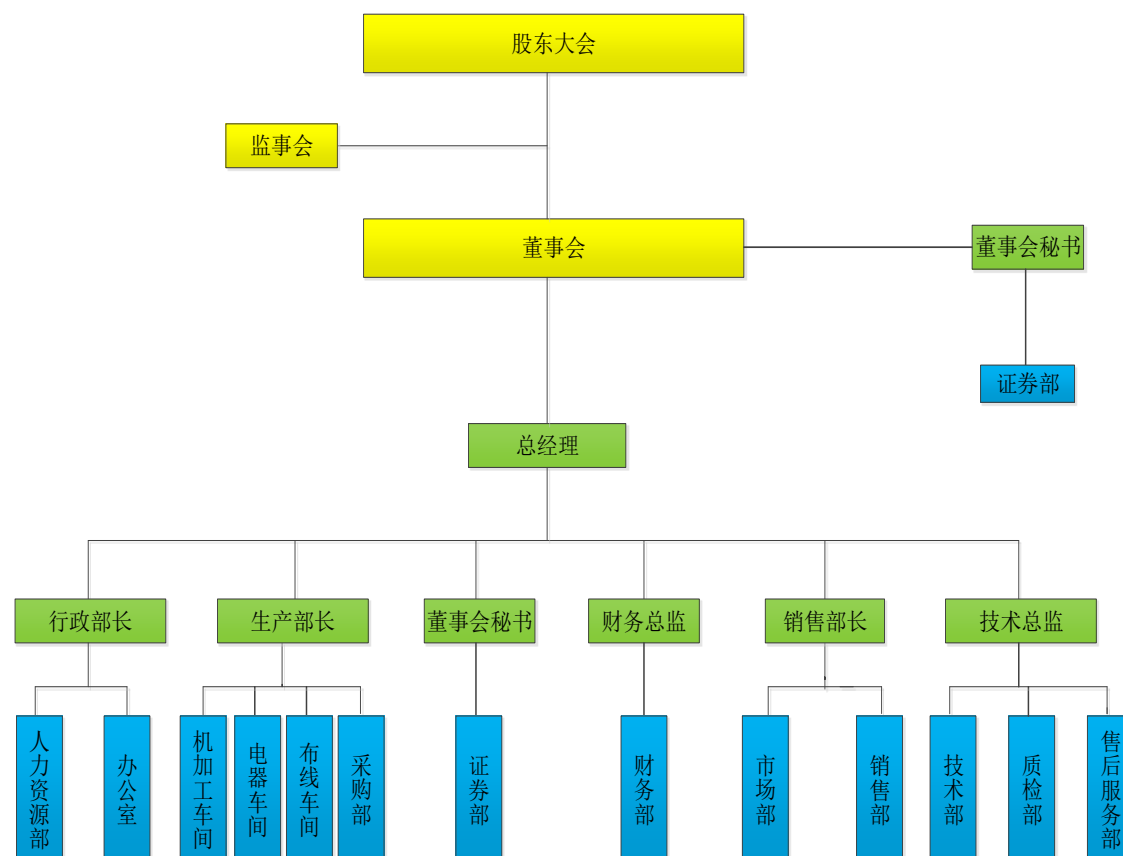 股东大会
监事会
董事会
董事会秘书
证券部
总经理
行政部长
生产部长
董事会秘书
财务总监
销售部长
技术总监
人力资源部
办公室
机加工车间
电器车间
布线车间
采购部
证券部
财务部
市场部
销售部
技术部
质检部
售后服务部